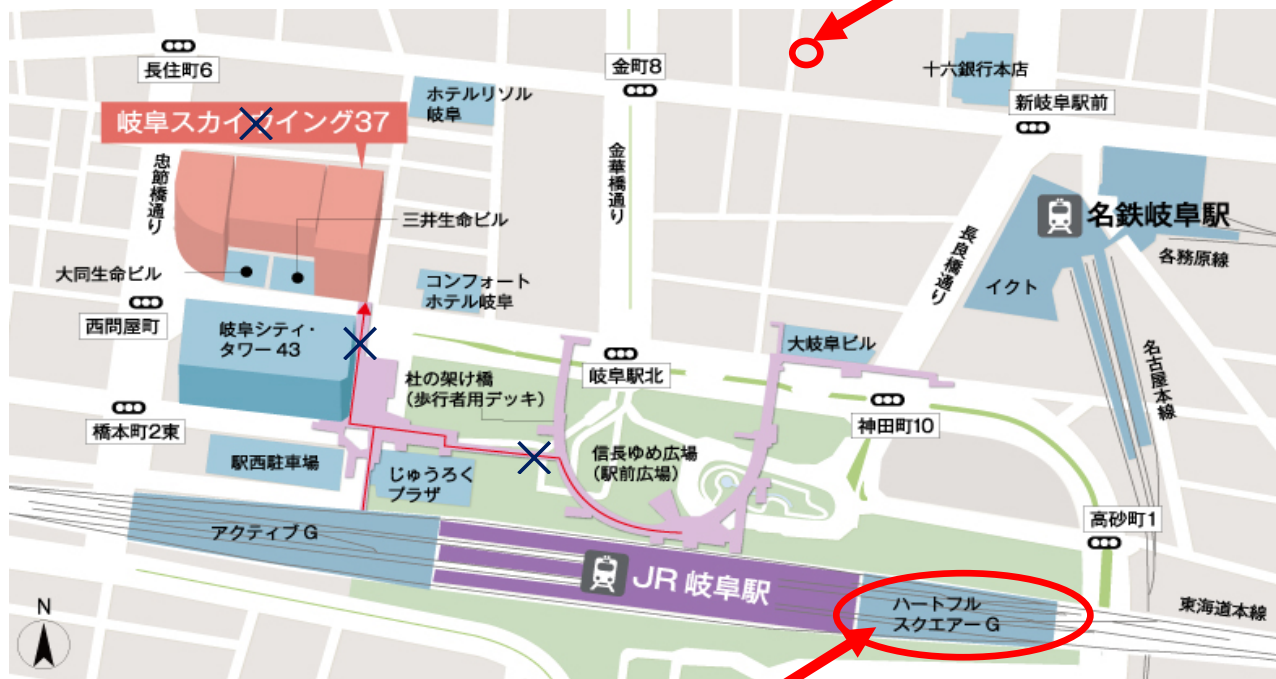 長住町6
金町8
十六銀行本店
新岐阜駅前
ホテルリゾル
岐阜
岐阜スカイウイング37
忠節橋通り
金華橋通り
名鉄岐阜駅
三井生命ビル
長良橋通り
各務原線
大同生命ビル
コンフォート
ホテル岐阜
イクト
西問屋町
岐阜シティ・
タワー43
大岐阜ビル
名古屋本線
岐阜駅北
杜の架け橋
(歩行者用デッキ)
橋本町2東
神田町10
駅西駐車場
じゅうろく
プラザ
信長ゆめ広場
(駅前広場)
高砂町1
アクティブG
JR 岐阜駅
ハートフル
スクエアーG
東海道本線
N